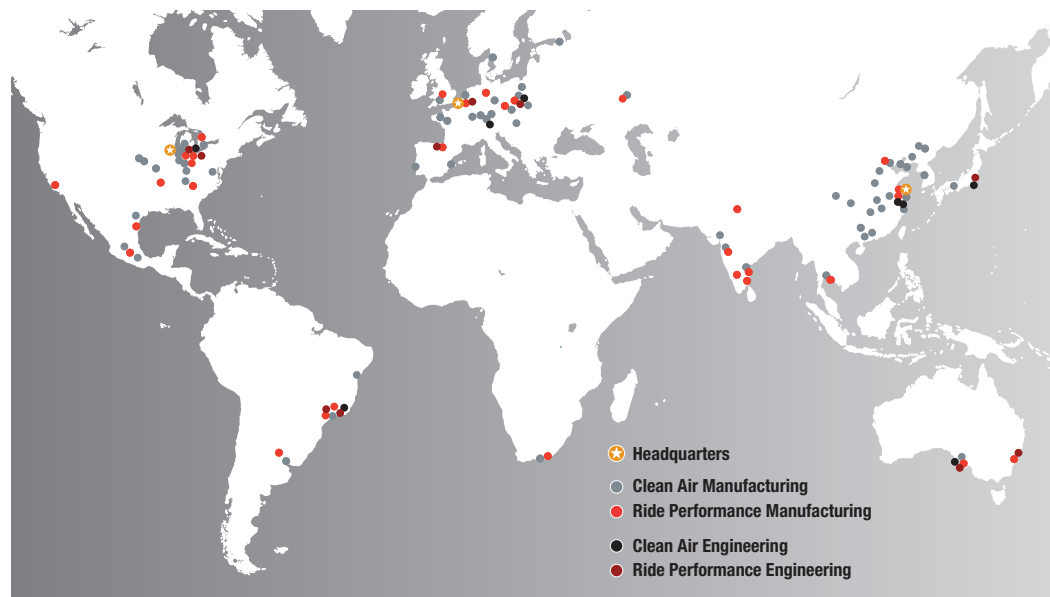 Headquarters
Clean Air Manufacturing
Ride Performance Manufacturing
Clean Air Engineering
Ride Performance Engineering